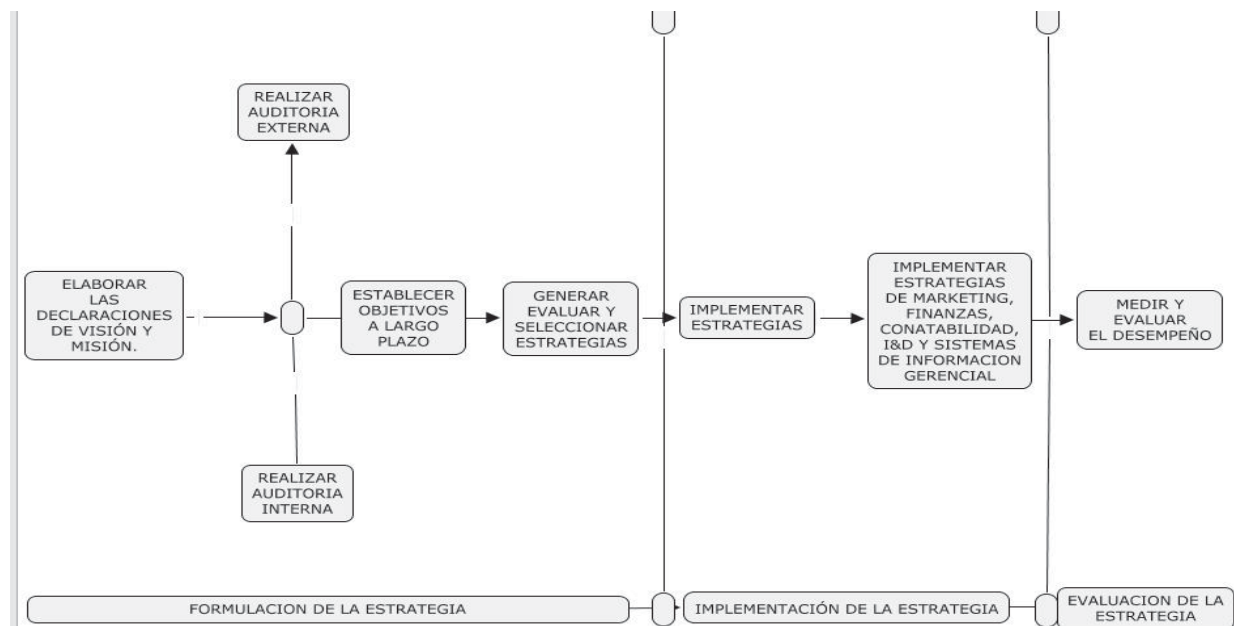 REALIZAR
AUDITORIA
EXTERNA
ELABORAR
LAS
DECLARACIONES
DE VISIÓN Y
MISIÓN.
ESTABLECER
OBJETIVOS
A LARGO
PLAZO
GENERAR
EVALUAR Y
SELECCIONAR
ESTRATEGIAS
IMPLEMENTAR
ESTRATEGIAS
IMPLEMENTAR
ESTRATEGIAS
DE MARKETING,
FINANZAS,
CONATABILIDAD,
I&D Y SISTEMAS
DE INFORMACION
GERENCIAL
MEDIR Y
EVALUAR
EL DESEMPEÑO
REALIZAR
AUDITORIA
INTERNA
FORMULACION DE LA ESTRATEGIA
IMPLEMENTACIÓN DE LA ESTRATEGIA
EVALUACION DE LA
ESTRATEGIA